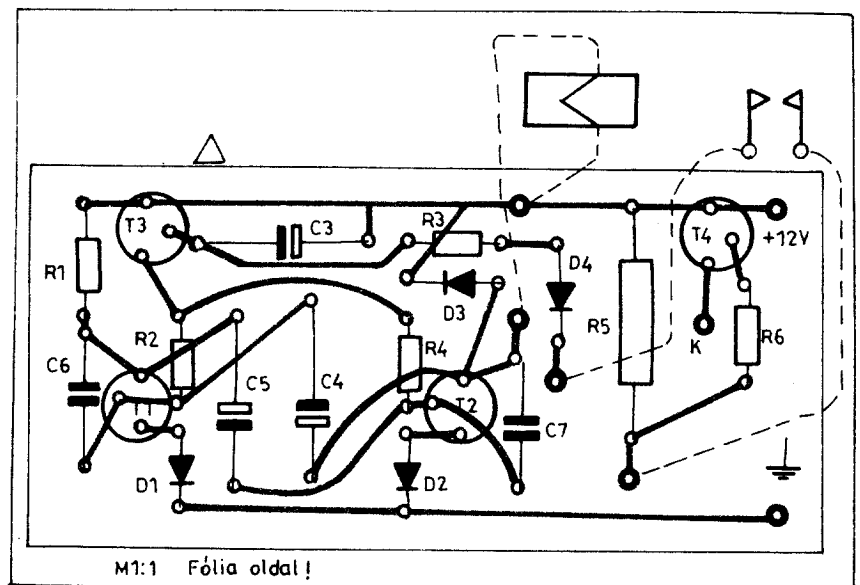 T3
C3
R3
T4
+12V
R1
D4
D3
R2
R4
R5
K
R6
C6
C5
C4
T1
T2
C7
D1
D2
M1:1 Fólia oldal!